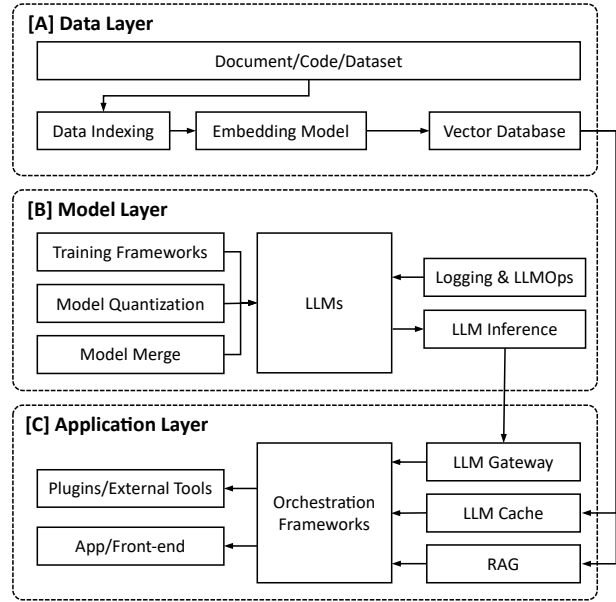 [A] Data Layer
Document/Code/Dataset
Data Indexing
Embedding Model
Vector Database
[B] Model Layer
Training Frameworks
Model Quantization
Model Merge
LLMs
Logging & LLMOps
LLM Inference
[C] Application Layer
Plugins/External Tools
App/Front-end
Orchestration
Frameworks
LLM Gateway
LLM Cache
RAG